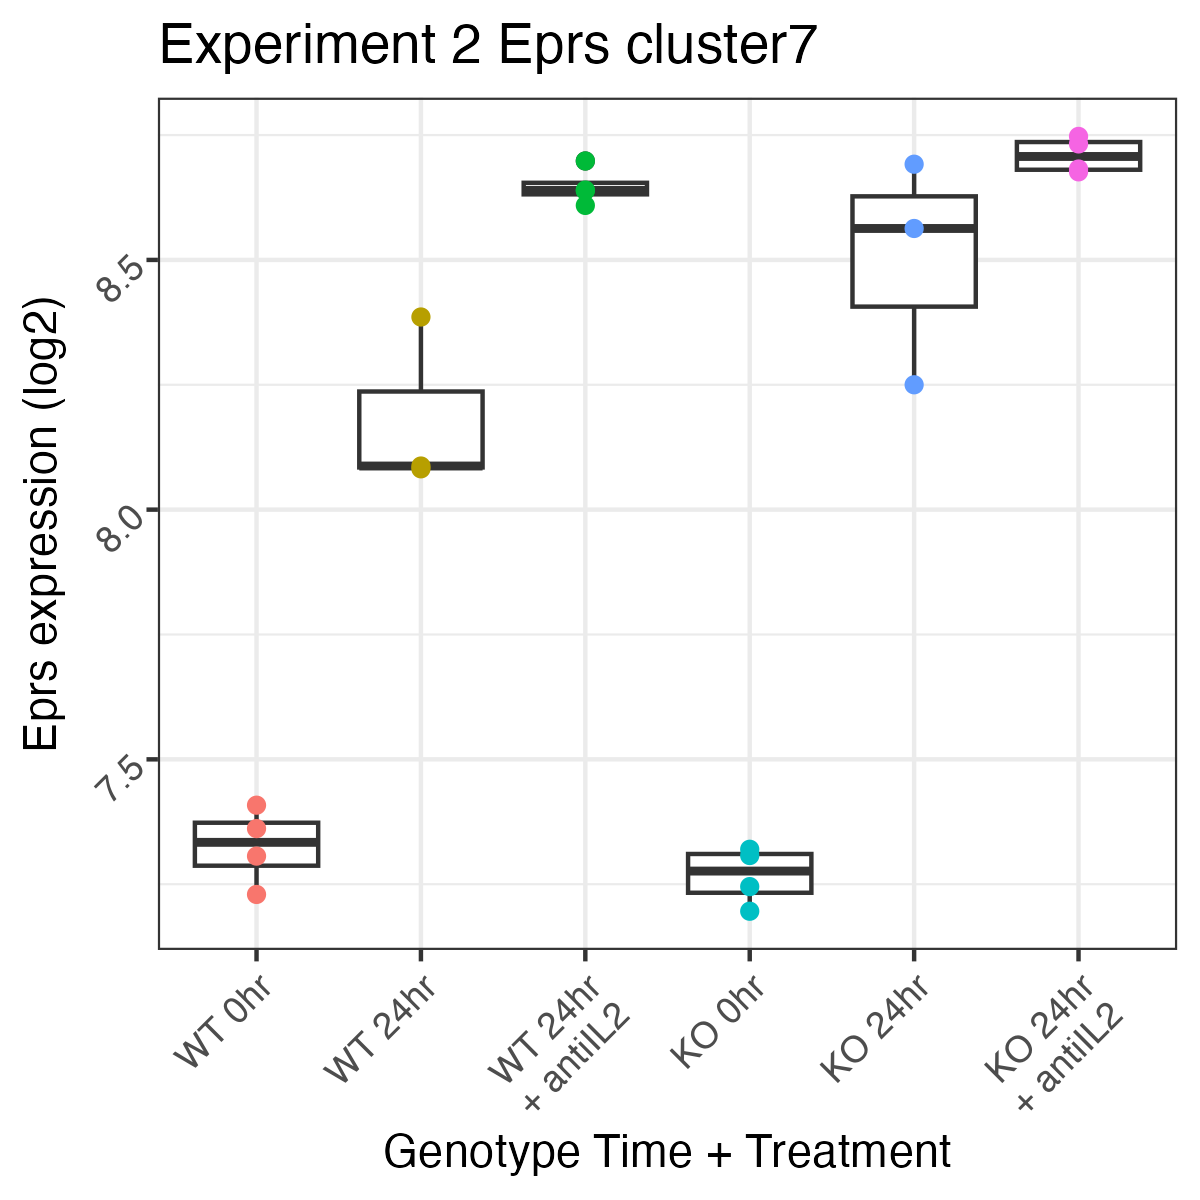 Experiment 2 Eprs cluster7
Eprs expression (log2)
8.5
8.0
7.5
WT 0hr
WT 24hr
WT 24hr
+ antiIL2
KO 0hr
KO 24hr
KO 24hr
+ antiIL2
Genotype Time + Treatment